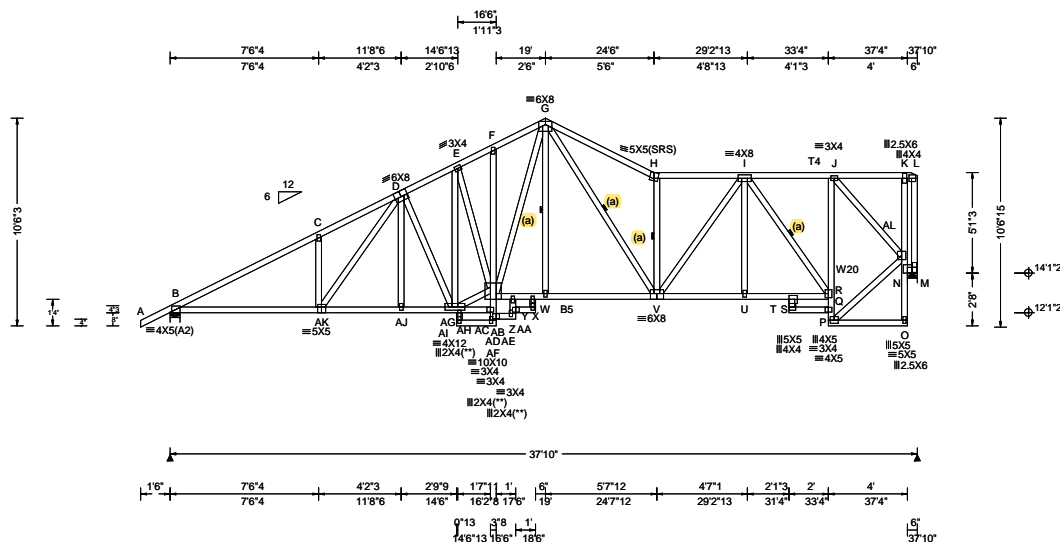 16'6"
1'11"3
7'6"4 11'8"6 14'6"13 19' 24'6" 29'2"13 33'4" 37'4" 37'10"
7'6"4 4'2"3 2'10"6 2'6" 5'6" 4'8"13 4'1"3 4' 6"
≡6X8
G
F
≡3X4
E
≡5X5(SRS)
H
≡4X8
I
T4
≡3X4
J
|||2.5X6
|||4X4
K L
12
6
≡6X8
D
C
(a)
(a)
(a)
(a)
AL
10'6"3
5'1"3
10'6"15
2'8"
14'1"2
12'1"2
W20
N M
R
Q
A B
1'4"
4"
≡4X5(A2)
AK
≡5X5
AJ
AG
AI
AH AC
AB
AD AE
AF
Z AA
Y X
W B5
V
≡6X8
U
T S
P
O
≡4X12
|||2X4(**)
≡10X10
≡3X4
≡3X4
≡3X4
|||2X4(**)
|||2X4(**)
|||5X5
|||4X4
|||4X5
≡3X4
≡4X5
|||5X5
≡5X5
|||2.5X6
37'10"
1'6" 7'6"4 4'2"3 2'9"9 1'7"11 1' 6" 5'7"12 4'7"1 2'1"3 2' 4'
7'6"4 11'8"6 14'6" 16'2"8 17'6" 19' 24'7"12 29'2"13 31'4" 33'4" 37'4"
0"13 3"8 1' 6"
14'6"13 16'6" 18'6" 37'10"